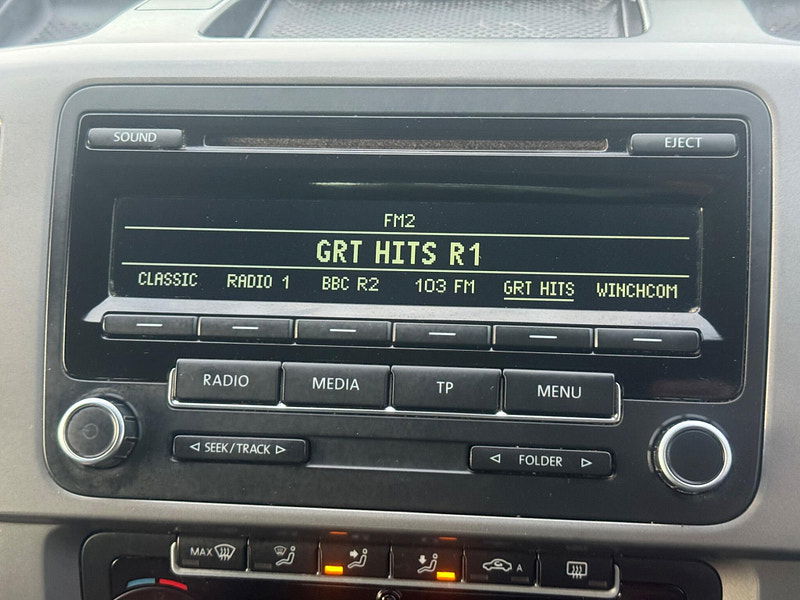 SOUND EJECT
FM2
GRT HITS R1
CLASSIC RADIO 1 BBC R2 103 FM GRT HITS WINCHCOM
RADIO MEDIA TP MENU
SEEK/TRACK FOLDER
MAX A